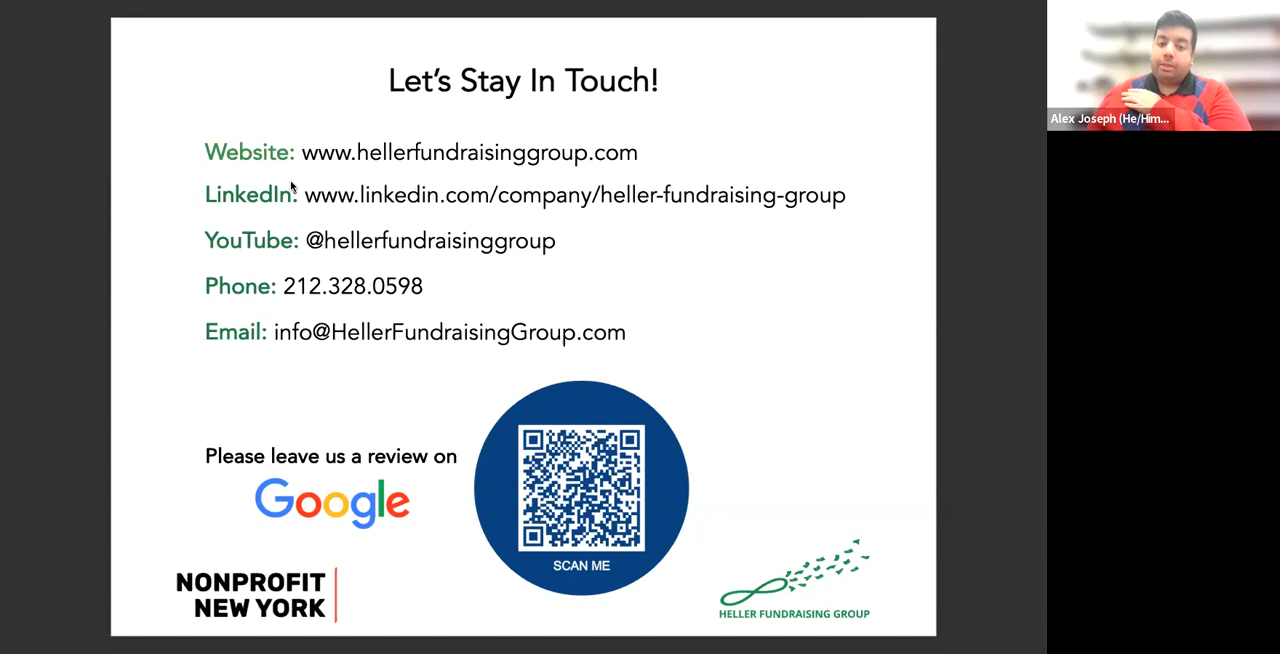 Let's Stay In Touch!
Website: www.hellerfundraisinggroup.com
LinkedIn: www.linkedin.com/company/heller-fundraising-group
YouTube: @hellerfundraisinggroup
Phone: 212.328.0598
Email: info@HellerFundraisingGroup.com
Please leave us a review on
Google
SCAN ME
NONPROFIT
NEW YORK
HELLER FUNDRAISING GROUP
Alex Joseph (He/Him...